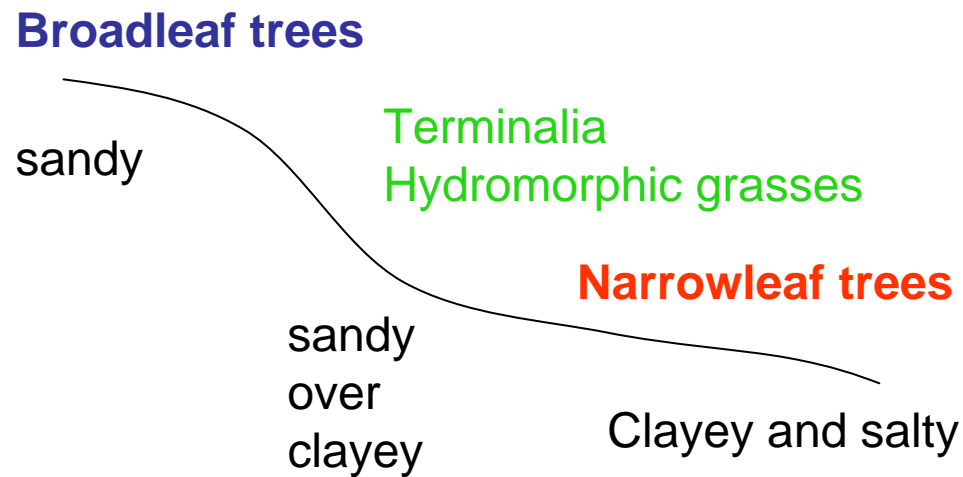 Broadleaf trees
sandy
Terminalia
Hydromorphic grasses
Narrowleaf trees
sandy
over
clayey
Clayey and salty